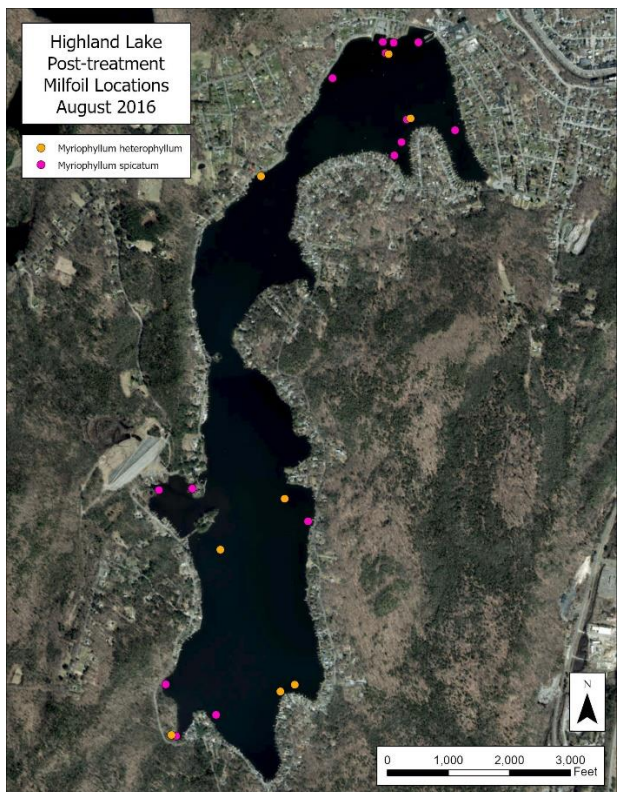 Highland Lake
Post-treatment
Milfoil Locations
August 2016
Myriophyllum heterophyllum
Myriophyllum spicatum
N
0 1,000 2,000 3,000
Feet